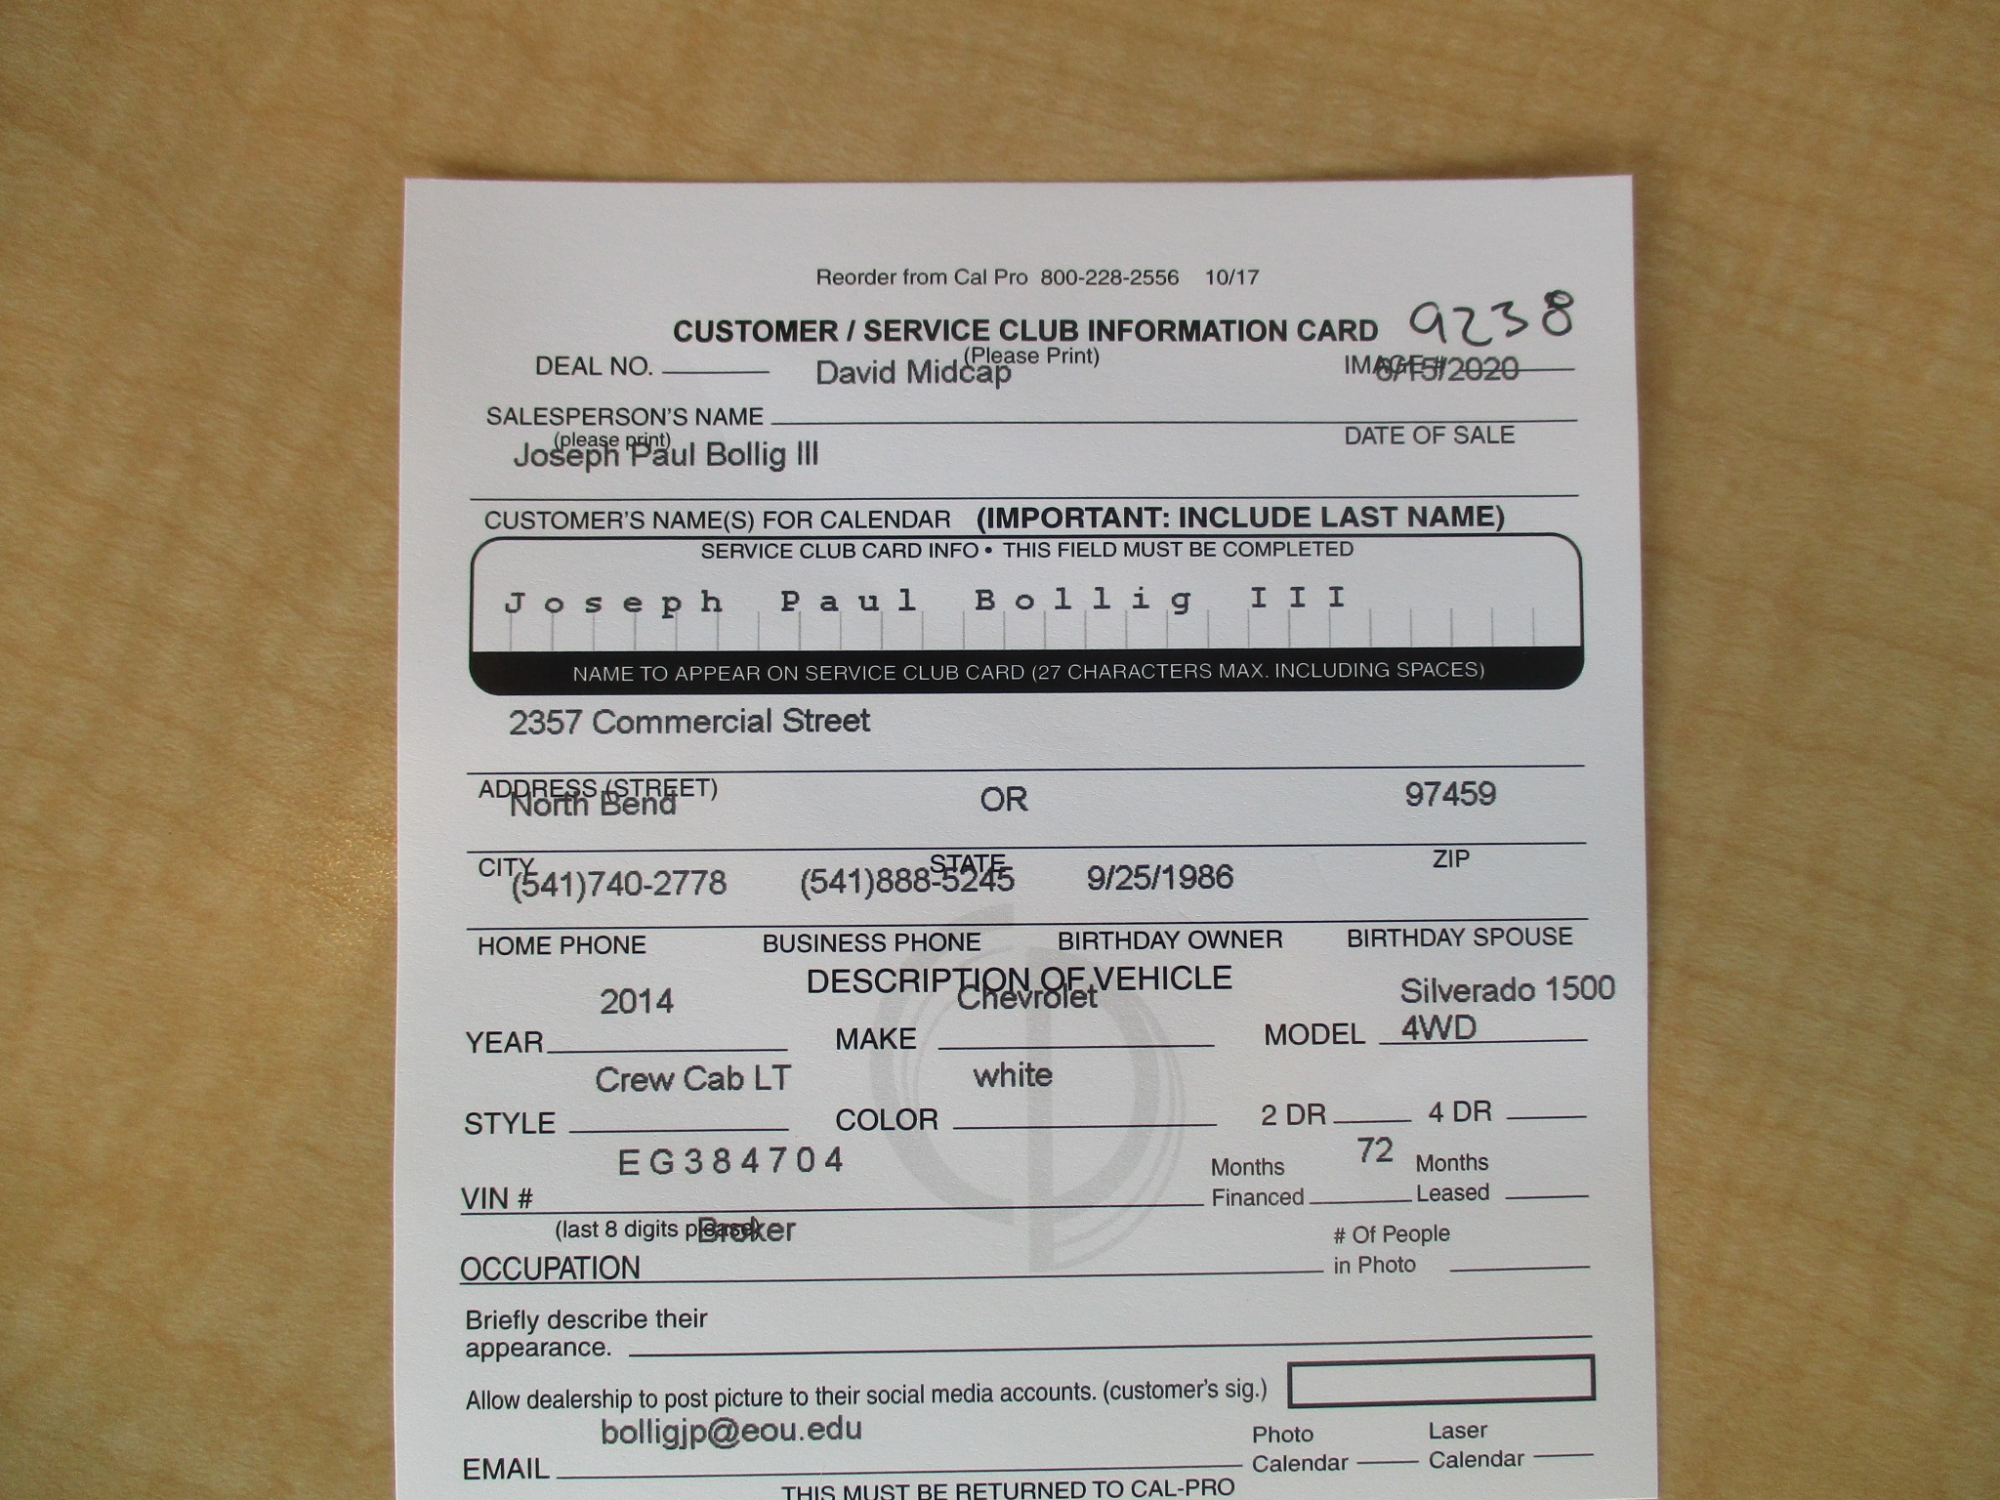 Reorder from Cal Pro 800-228-2556 10/17
CUSTOMER / SERVICE CLUB INFORMATION CARD 9238
(Please Print)
DEAL NO. David Midcap IMAGE # /2020
SALESPERSON'S NAME
(please print) DATE OF SALE
Joseph Paul Bollig III
CUSTOMER'S NAME(S) FOR CALENDAR (IMPORTANT: INCLUDE LAST NAME)
SERVICE CLUB CARD INFO • THIS FIELD MUST BE COMPLETED
Joseph Paul Bollig III
NAME TO APPEAR ON SERVICE CLUB CARD (27 CHARACTERS MAX. INCLUDING SPACES)
2357 Commercial Street
ADDRESS (STREET)
North Bend OR 97459
CITY STATE ZIP
(541)740-2778 (541)888-5245 9/25/1986
HOME PHONE BUSINESS PHONE BIRTHDAY OWNER BIRTHDAY SPOUSE
DESCRIPTION OF VEHICLE
2014 Chevrolet Silverado 1500
YEAR MAKE MODEL 4WD
Crew Cab LT white
STYLE COLOR 2 DR 4 DR
EG384704 Months 72 Months
VIN # Financed Leased
(last 8 digits please) Broker # Of People
OCCUPATION in Photo
Briefly describe their
appearance.
Allow dealership to post picture to their social media accounts. (customer's sig.)
bolligjp@eou.edu Photo Laser
EMAIL Calendar Calendar
THIS MUST BE RETURNED TO CAL-PRO